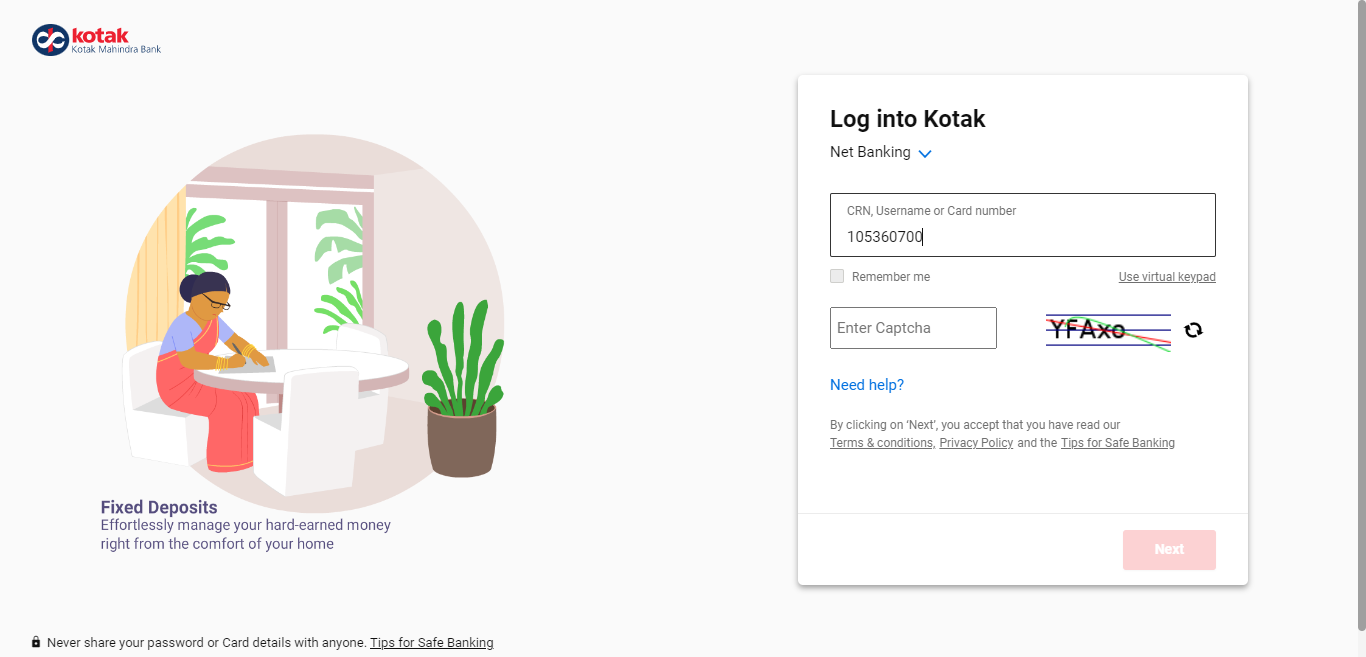 kotak
Kotak Mahindra Bank
Log into Kotak
Net Banking
CRN, Username or Card number
105360700
Remember me
Use virtual keypad
Enter Captcha
YFAxo
Need help?
By clicking on ‘Next’, you accept that you have read our
Terms & conditions, Privacy Policy and the Tips for Safe Banking
Next
Fixed Deposits
Effortlessly manage your hard-earned money
right from the comfort of your home
Never share your password or Card details with anyone. Tips for Safe Banking